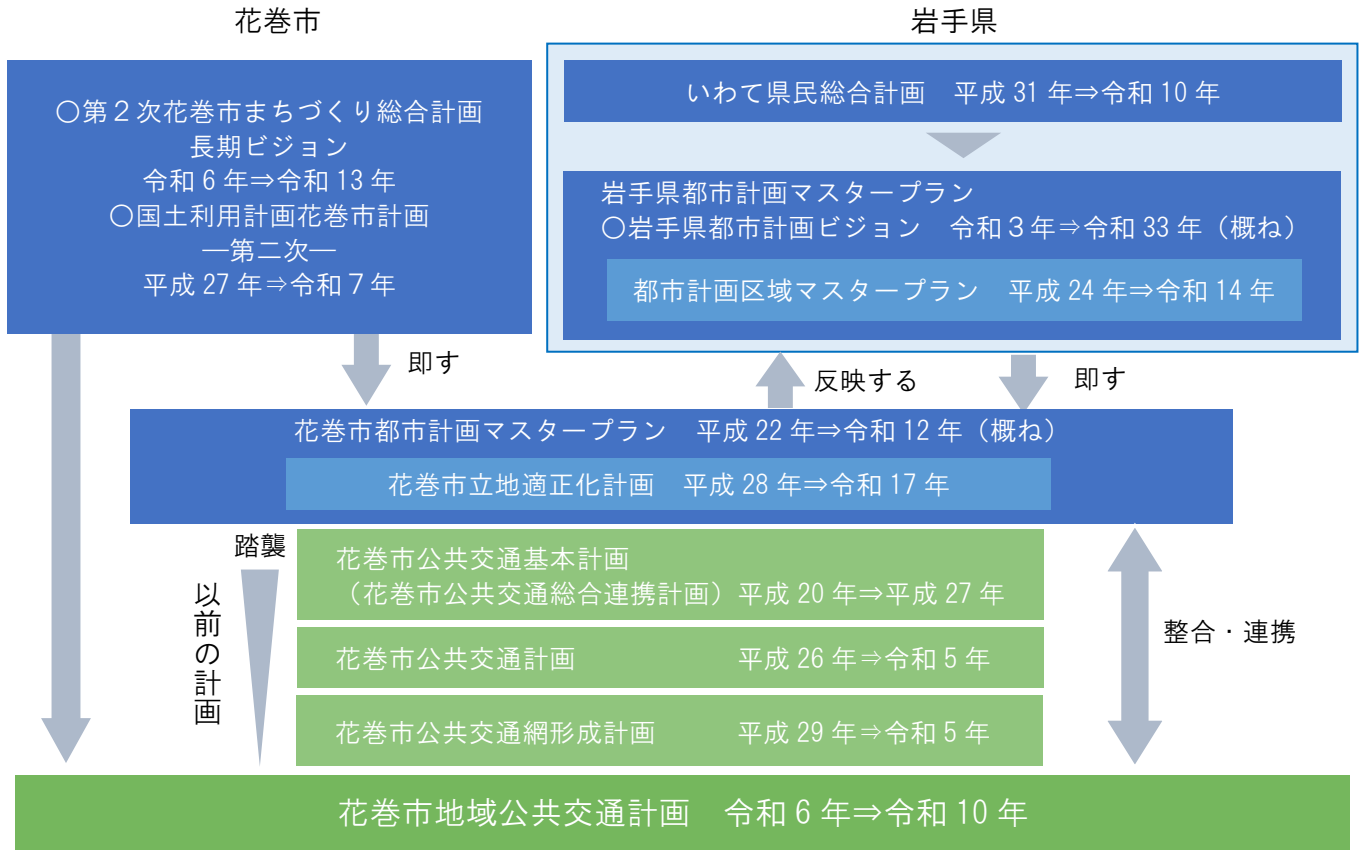 花巻市
岩手県
○第２次花巻市まちづくり総合計画
長期ビジョン
令和 6 年⇒令和 13 年
○国土利用計画花巻市計画
―第二次―
平成 27 年⇒令和 7 年
いわて県民総合計画　平成 31 年⇒令和 10 年
岩手県都市計画マスタープラン
○岩手県都市計画ビジョン　令和３年⇒令和 33 年（概ね）
都市計画区域マスタープラン　平成 24 年⇒令和 14 年
即す
反映する
即す
花巻市都市計画マスタープラン　平成 22 年⇒令和 12 年（概ね）
花巻市立地適正化計画　平成 28 年⇒令和 17 年
踏襲
以前の計画
花巻市公共交通基本計画
（花巻市公共交通総合連携計画）平成 20 年⇒平成 27 年
花巻市公共交通計画　平成 26 年⇒令和 5 年
花巻市公共交通網形成計画　平成 29 年⇒令和 5 年
整合・連携
花巻市地域公共交通計画　令和 6 年⇒令和 10 年